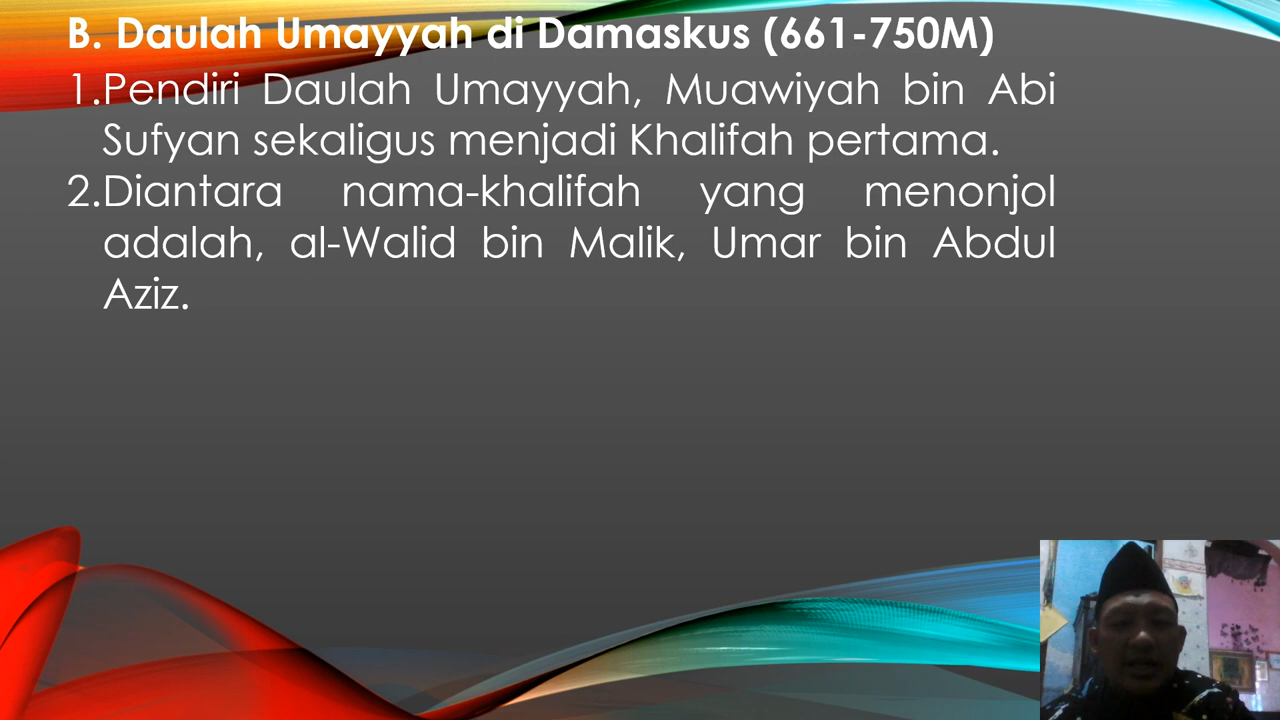 B. Daulah Umayyah di Damaskus (661-750M)
1.Pendiri Daulah Umayyah, Muawiyah bin Abi
Sufyan sekaligus menjadi Khalifah pertama.
2.Diantara nama-khalifah yang menonjol
adalah, al-Walid bin Malik, Umar bin Abdul
Aziz.